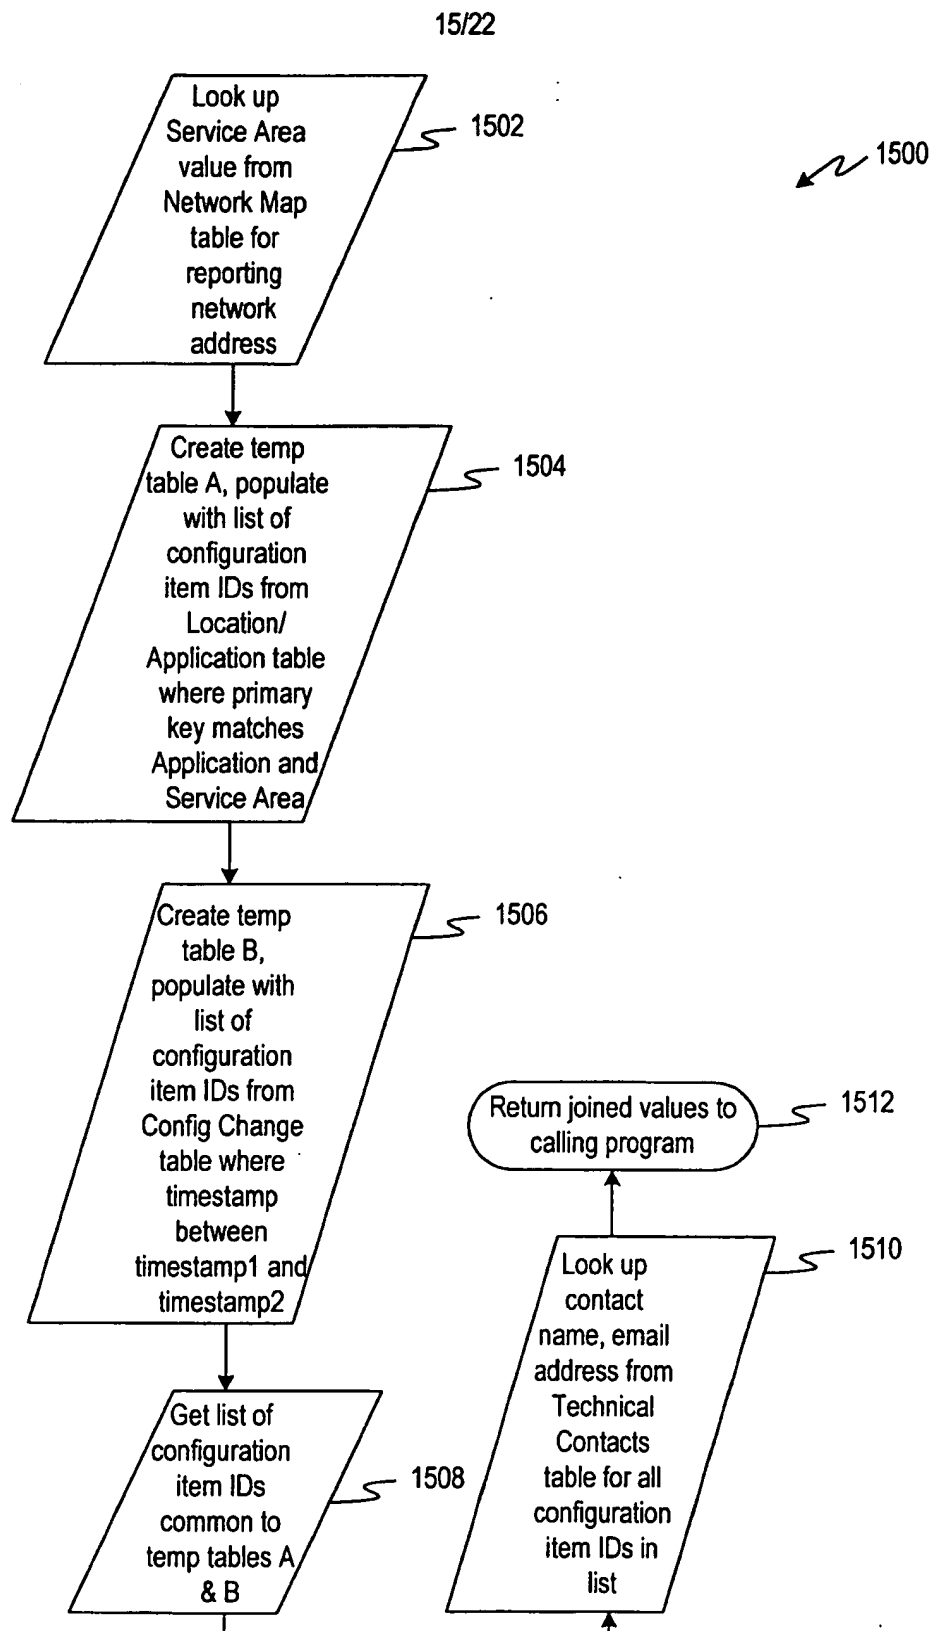 15/22
Look up
Service Area
value from
Network Map
table for
reporting
network
address
1502
1500
Create temp
table A, populate
with list of
configuration
item IDs from
Location/
Application table
where primary
key matches
Application and
Service Area
1504
Create temp
table B,
populate with
list of
configuration
item IDs from
Config Change
table where
timestamp
between
timestamp1 and
timestamp2
1506
Get list of
configuration
item IDs
common to
temp tables A
& B
1508
Look up
contact
name, email
address from
Technical
Contacts
table for all
configuration
item IDs in
list
1510
Return joined values to
calling program
1512